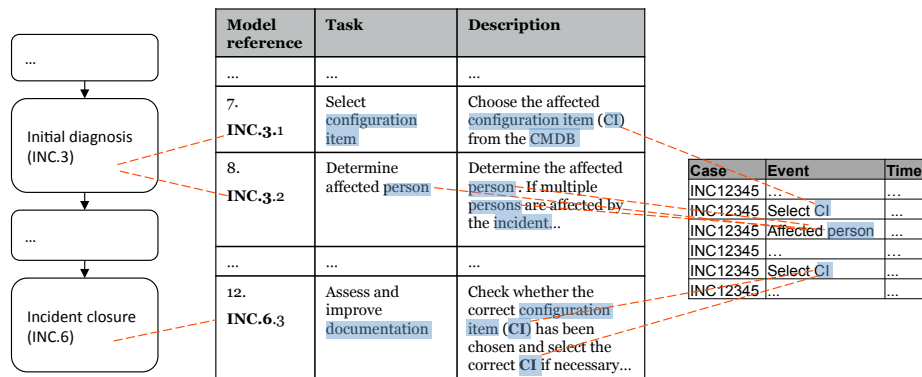 ...
Initial diagnosis
(INC.3)
...
Incident closure
(INC.6)
Model
reference
Task
Description
...
...
...
7.
INC.3.1
Select
configuration
item
Choose the affected
configuration item (CI)
from the CMDB
8.
INC.3.2
Determine
affected person
Determine the affected
person . If multiple
persons are affected by
the incident...
...
...
...
12.
INC.6.3
Assess and
improve
documentation
Check whether the
correct configuration
item (CI) has been
chosen and select the
correct CI if necessary...
Case Event Time
INC12345 ... ...
INC12345 Select CI ...
INC12345 Affected person ...
INC12345 ... ...
INC12345 Select CI ...
INC12345 ... ...